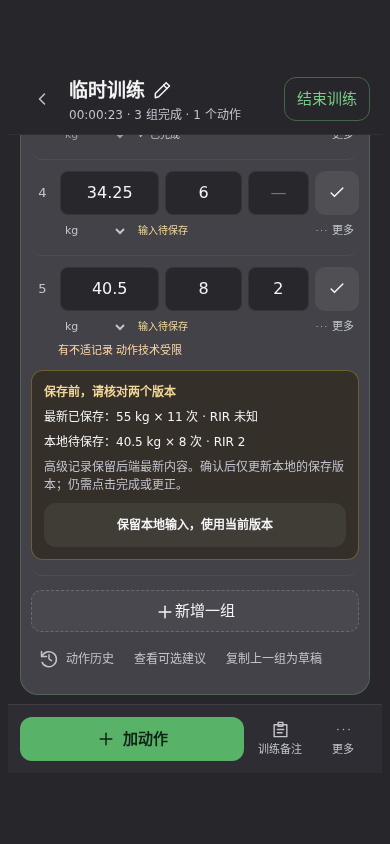 临时训练
结束训练
00:00:23 · 3 组完成 · 1 个动作
kg
已完成
更多
4
34.25
6
—
kg
输入待保存
··· 更多
5
40.5
8
2
kg
输入待保存
··· 更多
有不适记录 动作技术受限
保存前，请核对两个版本
最新已保存：55 kg × 11 次 · RIR 未知
本地待保存：40.5 kg × 8 次 · RIR 2
高级记录保留后端最新内容。确认后仅更新本地的保存版
本；仍需点击完成或更正。
保留本地输入，使用当前版本
＋新增一组
动作历史
查看可选建议
复制上一组为草稿
＋ 加动作
训练备注
···
更多